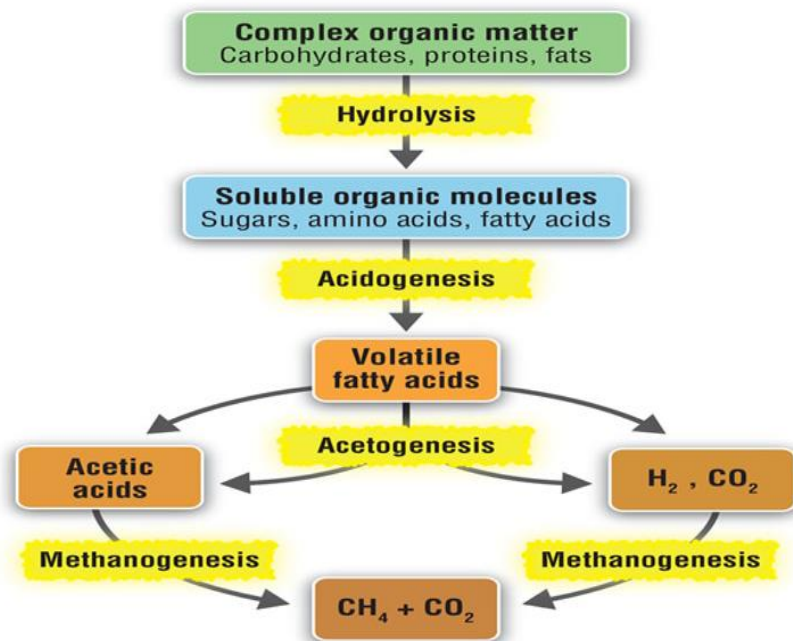 Complex organic matter
Carbohydrates, proteins, fats
Hydrolysis
Soluble organic molecules
Sugars, amino acids, fatty acids
Acidogenesis
Volatile
fatty acids
Acetogenesis
Acetic
acids
H₂ , CO₂
Methanogenesis
Methanogenesis
CH₄ + CO₂